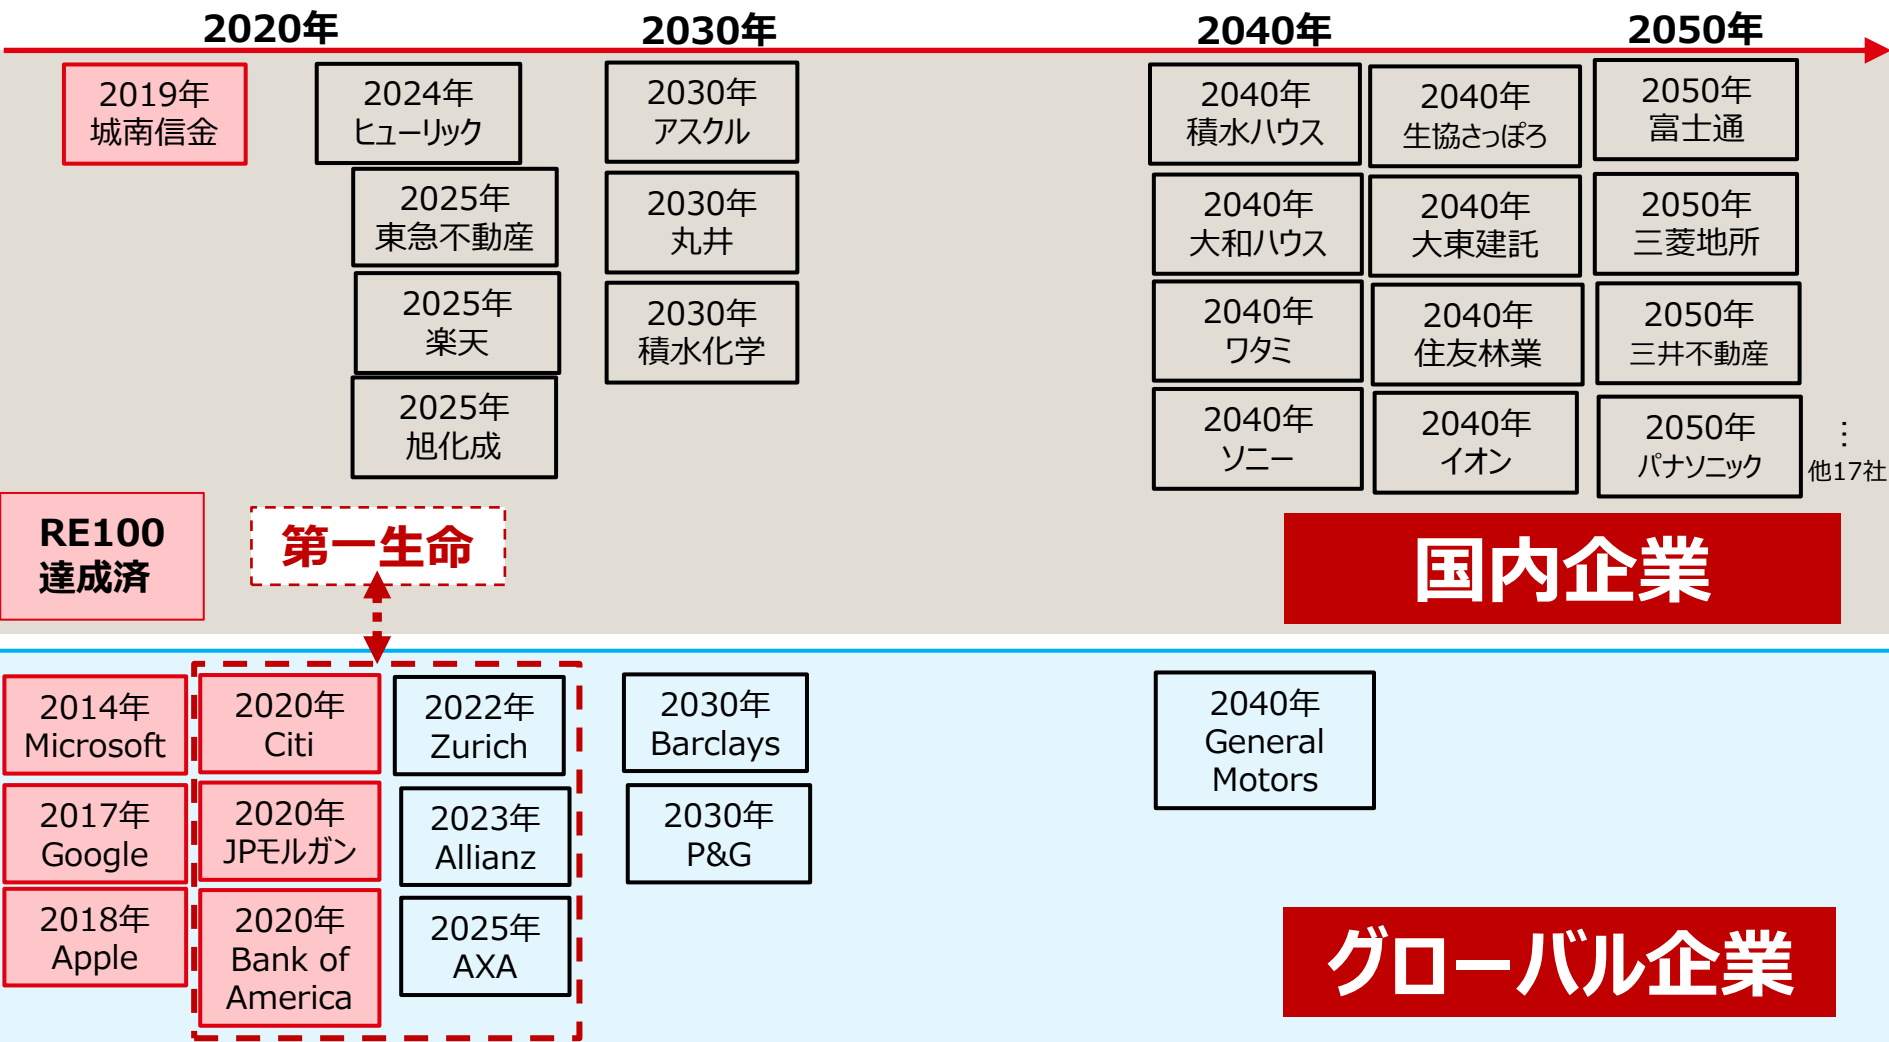 2020年
2030年
2040年
2050年
2019年
城南信金
2024年
ヒューリック
2025年
東急不動産
2025年
楽天
2025年
旭化成
2030年
アスクル
2030年
丸井
2030年
積水化学
2040年
積水ハウス
2040年
大和ハウス
2040年
ワタミ
2040年
ソニー
2040年
生協さっぽろ
2040年
大東建託
2040年
住友林業
2040年
イオン
2050年
富士通
2050年
三菱地所
2050年
三井不動産
2050年
パナソニック
…
他17社
RE100
達成済
第一生命
国内企業
2014年
Microsoft
2017年
Google
2018年
Apple
2020年
Citi
2020年
JPモルガン
2020年
Bank of
America
2022年
Zurich
2023年
Allianz
2025年
AXA
2030年
Barclays
2030年
P&G
2040年
General
Motors
グローバル企業